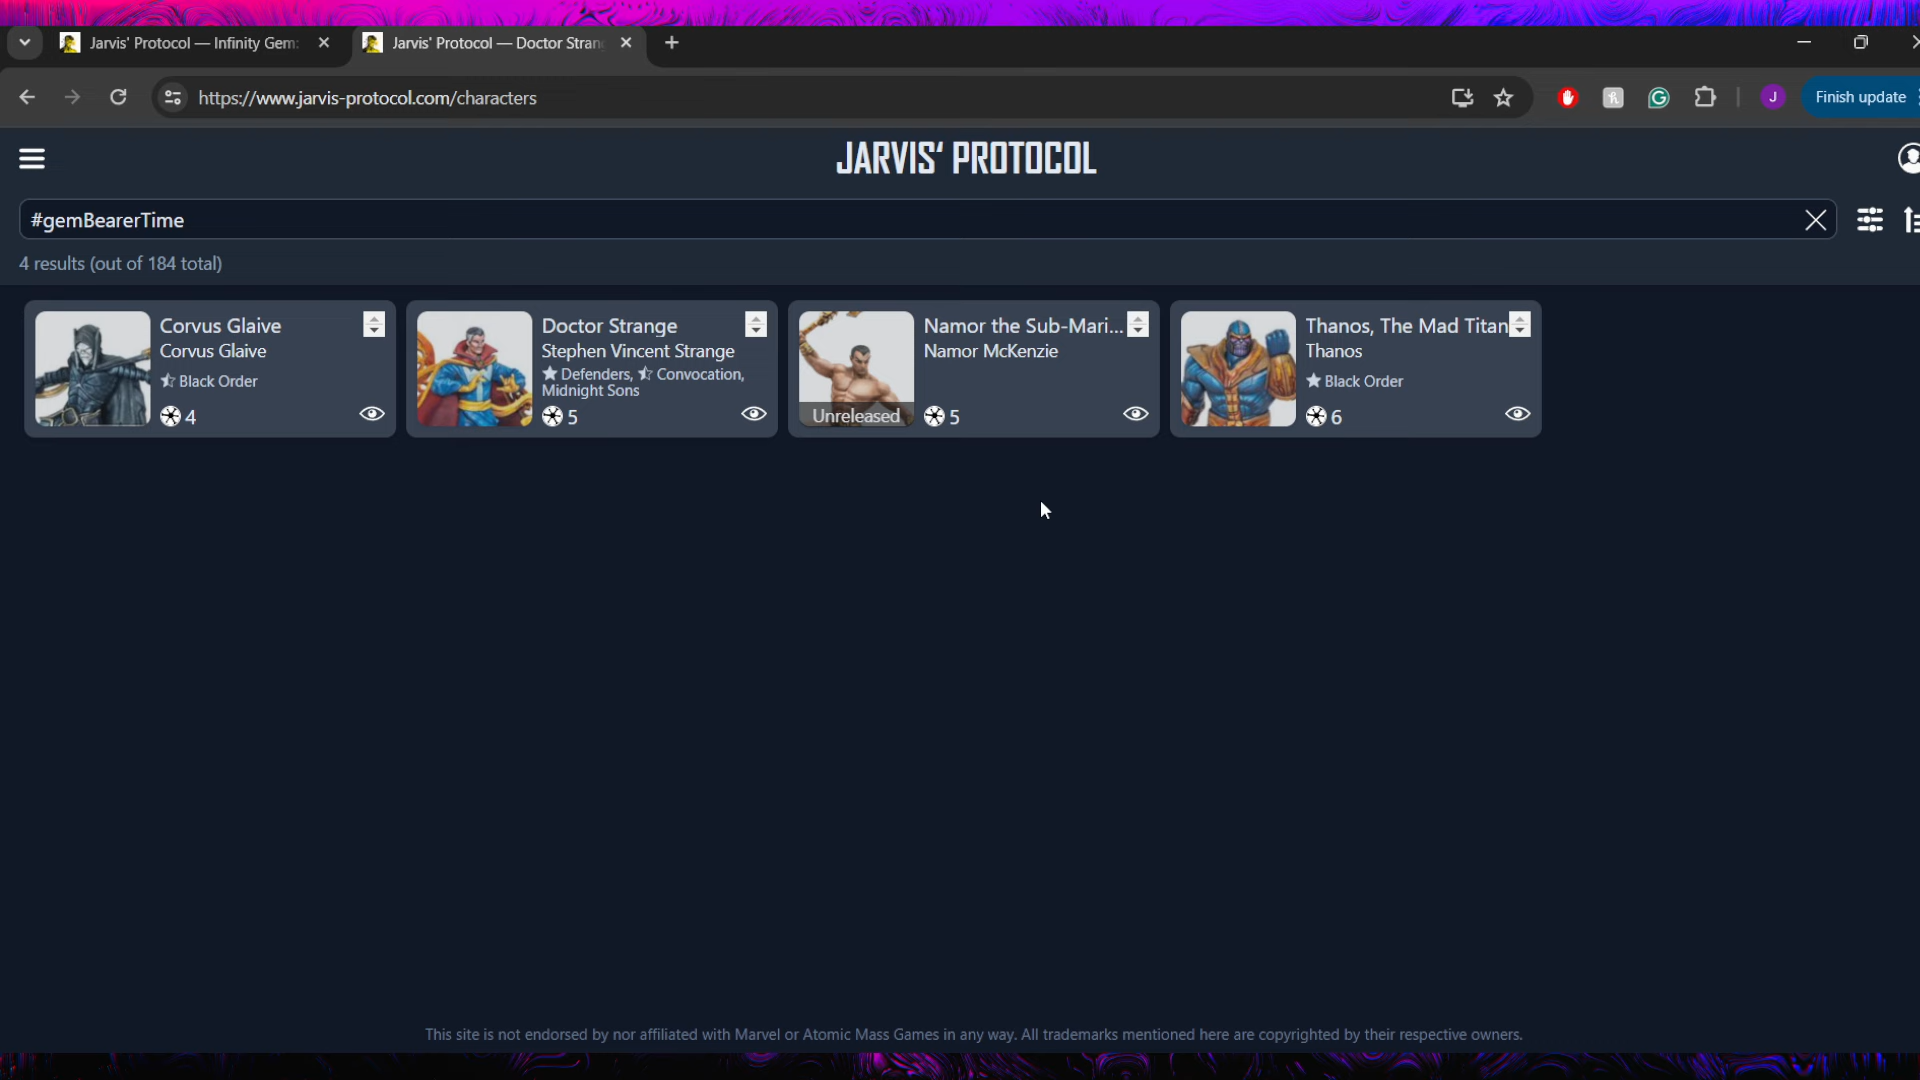 Jarvis' Protocol — Infinity Gem:
Jarvis' Protocol — Doctor Stran
https://www.jarvis-protocol.com/characters
J
Finish update
JARVIS' PROTOCOL
#gemBearerTime
4 results (out of 184 total)
Corvus Glaive
Corvus Glaive
Black Order
4
Doctor Strange
Stephen Vincent Strange
Defenders, Convocation,
Midnight Sons
5
Namor the Sub-Mari...
Namor McKenzie
Unreleased
5
Thanos, The Mad Titan
Thanos
Black Order
6
This site is not endorsed by nor affiliated with Marvel or Atomic Mass Games in any way. All trademarks mentioned here are copyrighted by their respective owners.